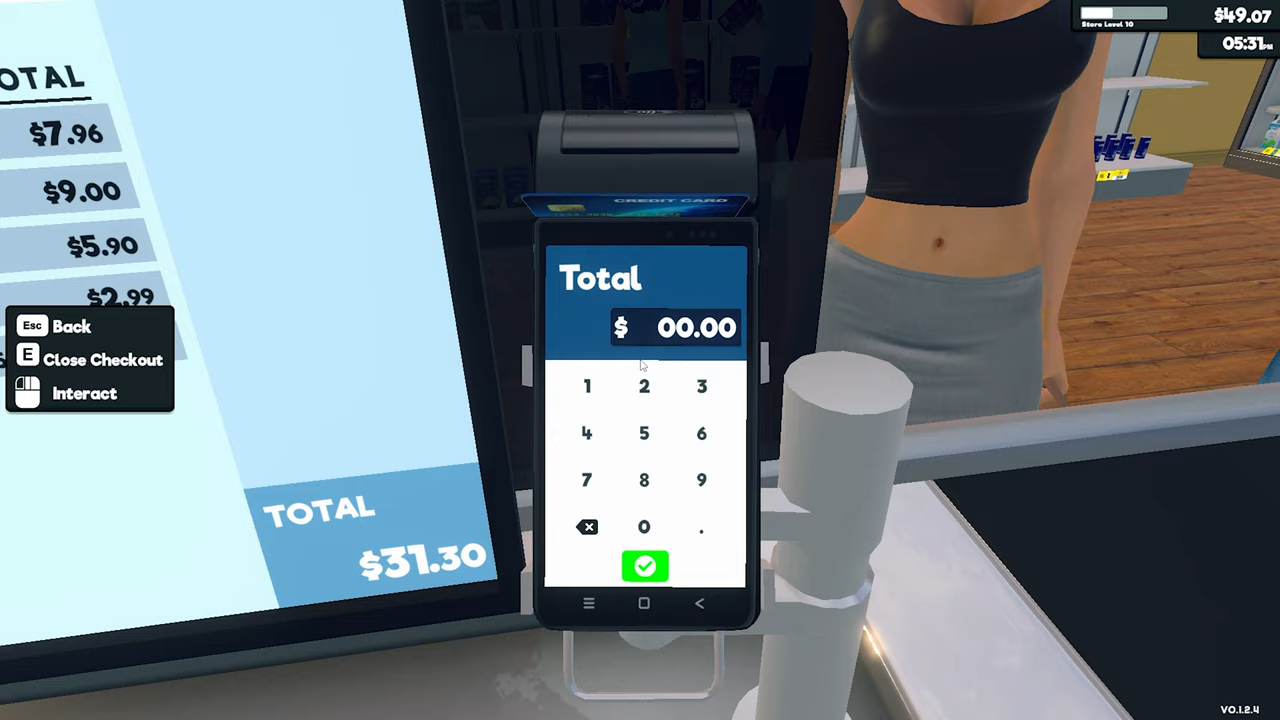 OTAL
$7.96
$9.00
$5.90
$2.99
Esc Back
E Close Checkout
Interact
TOTAL
$31.30
CREDIT CARD
Total
$ 00.00
1 2 3
4 5 6
7 8 9
0 .
Store Level 10
$49.07
05:31PM
V0.1.2.4